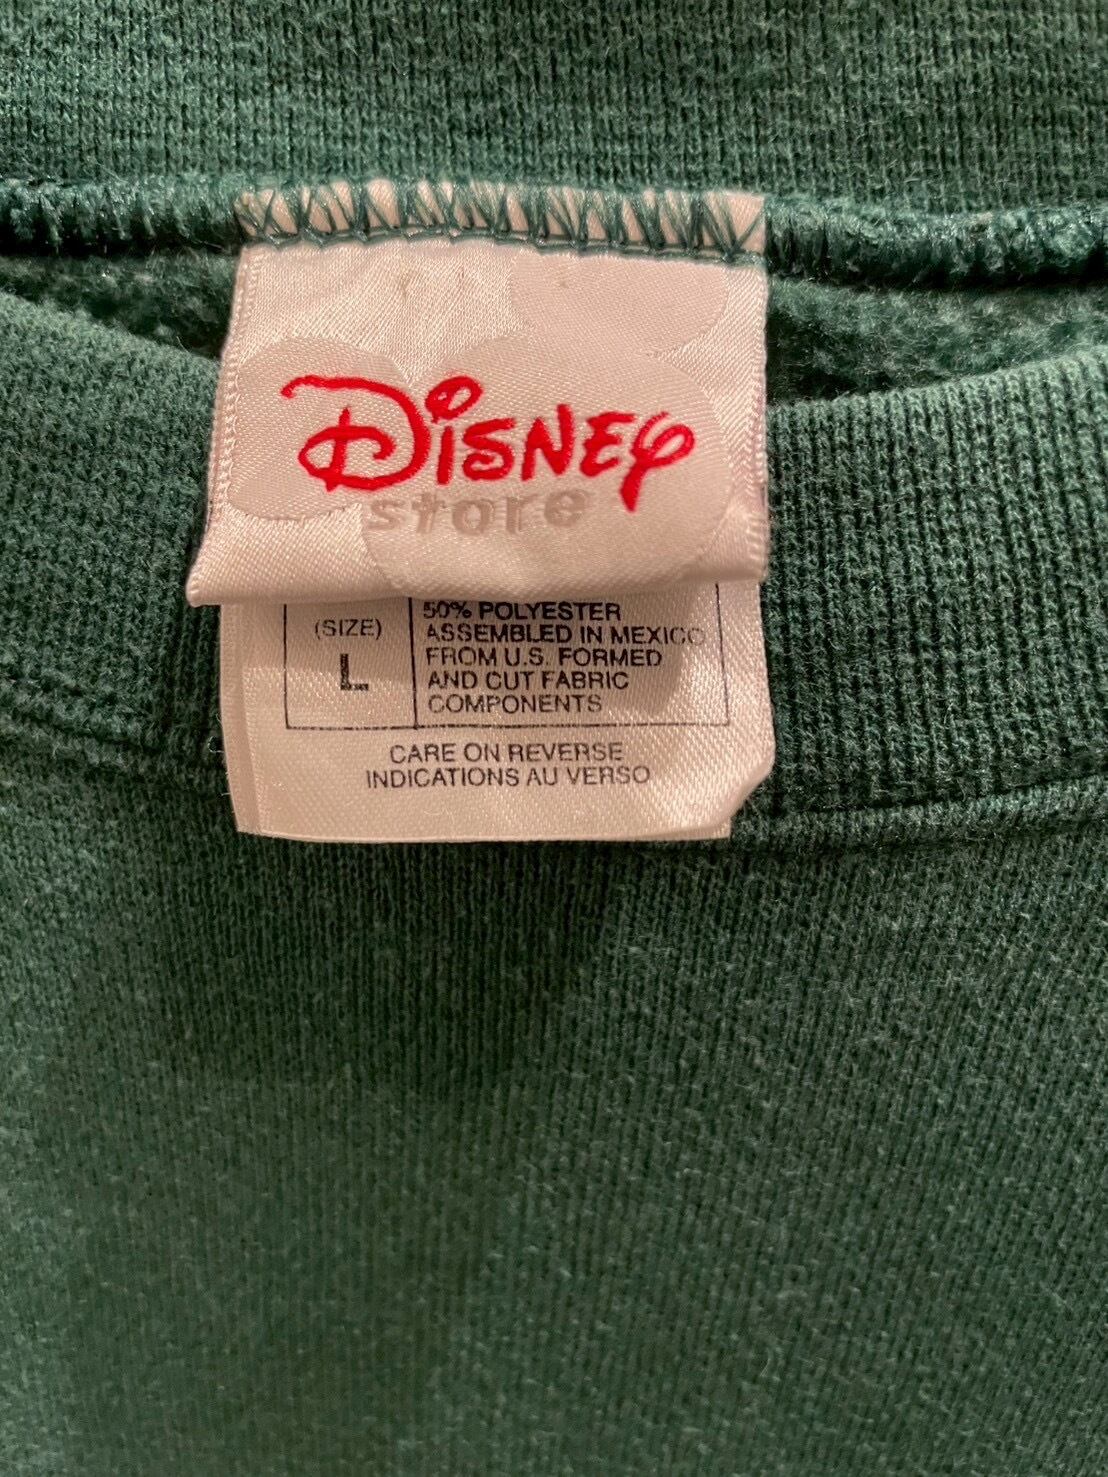 Disney
store
50% POLYESTER
(SIZE)
L
ASSEMBLED IN MEXICO
FROM U.S. FORMED
AND CUT FABRIC
COMPONENTS
CARE ON REVERSE
INDICATIONS AU VERSO